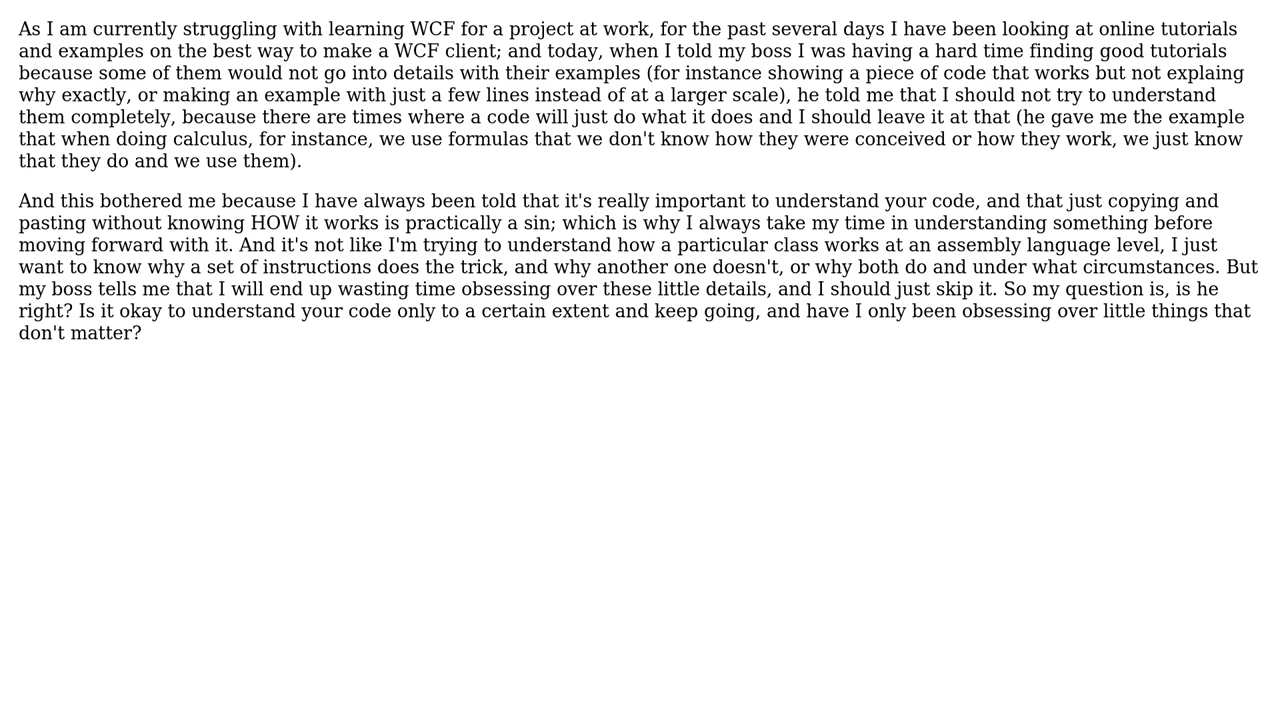 As I am currently struggling with learning WCF for a project at work, for the past several days I have been looking at online tutorials
and examples on the best way to make a WCF client; and today, when I told my boss I was having a hard time finding good tutorials
because some of them would not go into details with their examples (for instance showing a piece of code that works but not explaing
why exactly, or making an example with just a few lines instead of at a larger scale), he told me that I should not try to understand
them completely, because there are times where a code will just do what it does and I should leave it at that (he gave me the example
that when doing calculus, for instance, we use formulas that we don't know how they were conceived or how they work, we just know
that they do and we use them).
And this bothered me because I have always been told that it's really important to understand your code, and that just copying and
pasting without knowing HOW it works is practically a sin; which is why I always take my time in understanding something before
moving forward with it. And it's not like I'm trying to understand how a particular class works at an assembly language level, I just
want to know why a set of instructions does the trick, and why another one doesn't, or why both do and under what circumstances. But
my boss tells me that I will end up wasting time obsessing over these little details, and I should just skip it. So my question is, is he
right? Is it okay to understand your code only to a certain extent and keep going, and have I only been obsessing over little things that
don't matter?